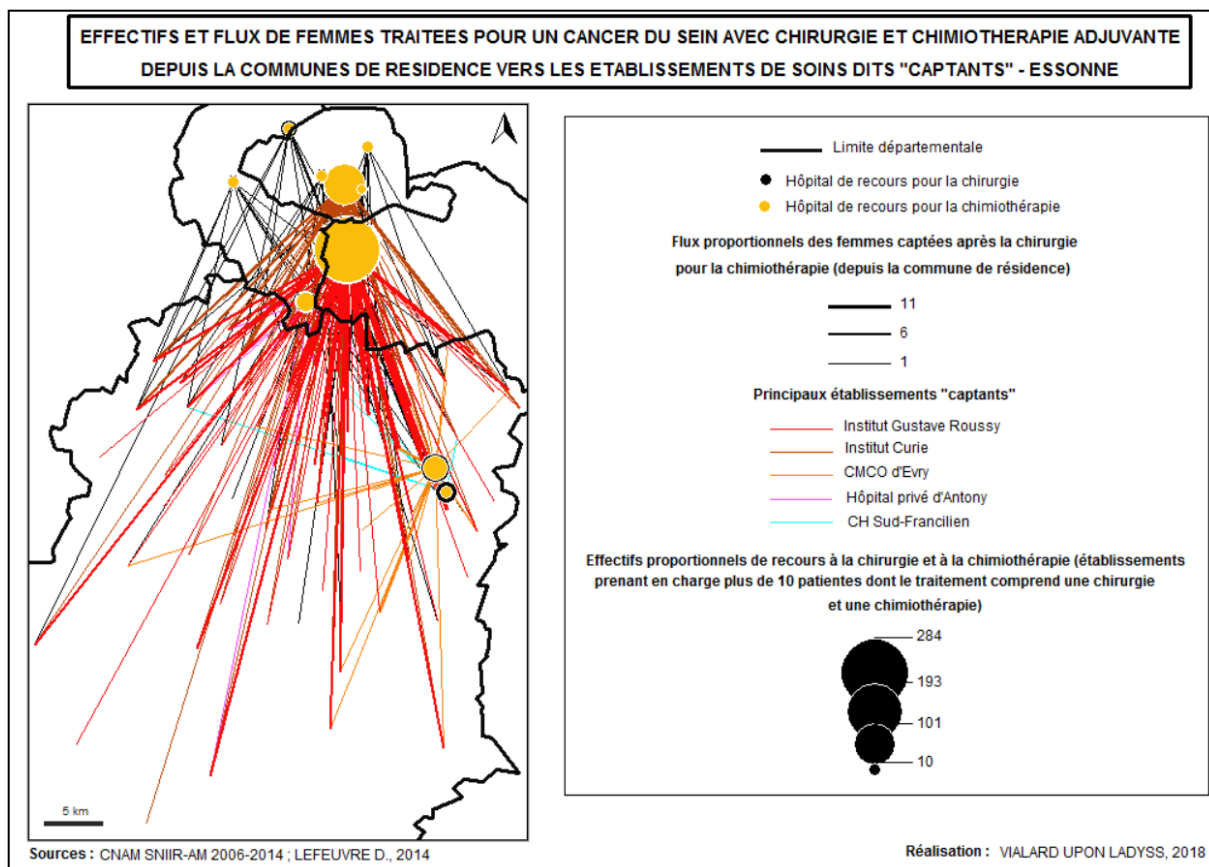 EFFECTIFS ET FLUX DE FEMMES TRAITEES POUR UN CANCER DU SEIN AVEC CHIRURGIE ET CHIMIOTHERAPIE ADJUVANTE
DEPUIS LA COMMUNES DE RESIDENCE VERS LES ETABLISSEMENTS DE SOINS DITS "CAPTANTS" - ESSONNE
Limite départementale
Hôpital de recours pour la chirurgie
Hôpital de recours pour la chimiothérapie
Flux proportionnels des femmes captées après la chirurgie
pour la chimiothérapie (depuis la commune de résidence)
11
6
1
Principaux établissements "captants"
Institut Gustave Roussy
Institut Curie
CMCO d'Evry
Hôpital privé d'Antony
CH Sud-Francilien
Effectifs proportionnels de recours à la chirurgie et à la chimiothérapie (établissements
prenant en charge plus de 10 patientes dont le traitement comprend une chirurgie
et une chimiothérapie)
284
193
101
10
5 km
Sources : CNAM SNIIR-AM 2006-2014 ; LEFEUVRE D., 2014
Réalisation : VIALARD UPON LADYSS, 2018